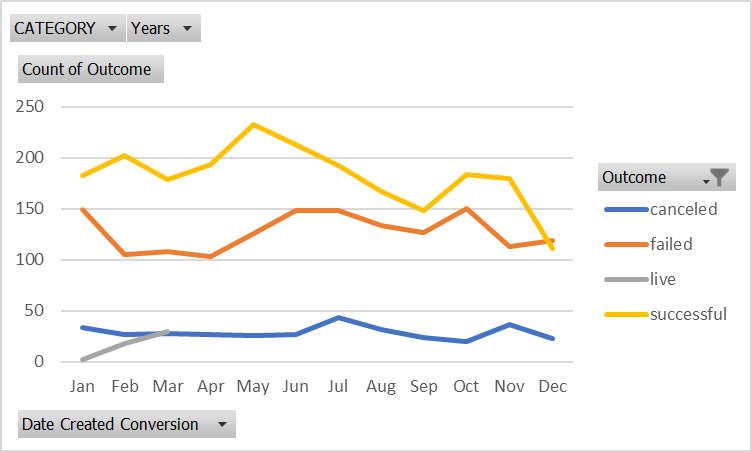 CATEGORY Years
Count of Outcome
250
200
150
100
50
0
Jan Feb Mar Apr May Jun Jul Aug Sep Oct Nov Dec
Outcome
canceled
failed
live
successful
Date Created Conversion